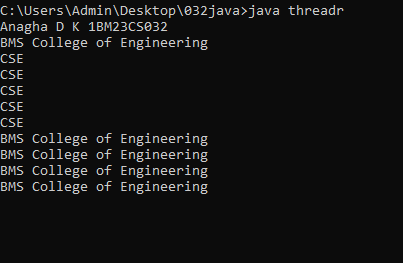 C:\Users\Admin\Desktop\032java>java threadr
Anagha D K 1BM23CS032
BMS College of Engineering
CSE
CSE
CSE
CSE
CSE
BMS College of Engineering
BMS College of Engineering
BMS College of Engineering
BMS College of Engineering